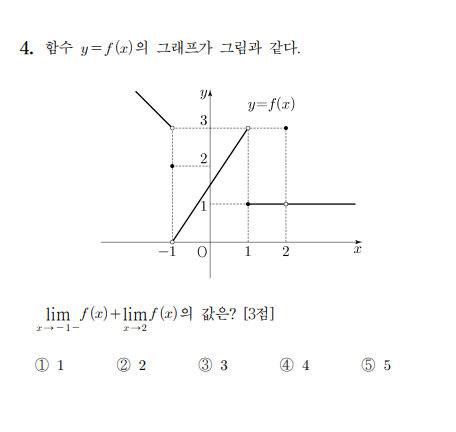 4. 함수 y=f(x)의 그래프가 그림과 같다.
y
y=f(x)
3
2
1
-1 O 1 2 x
lim f(x)+lim f(x)의 값은? [3점]
x→-1- x→2
① 1 ② 2 ③ 3 ④ 4 ⑤ 5